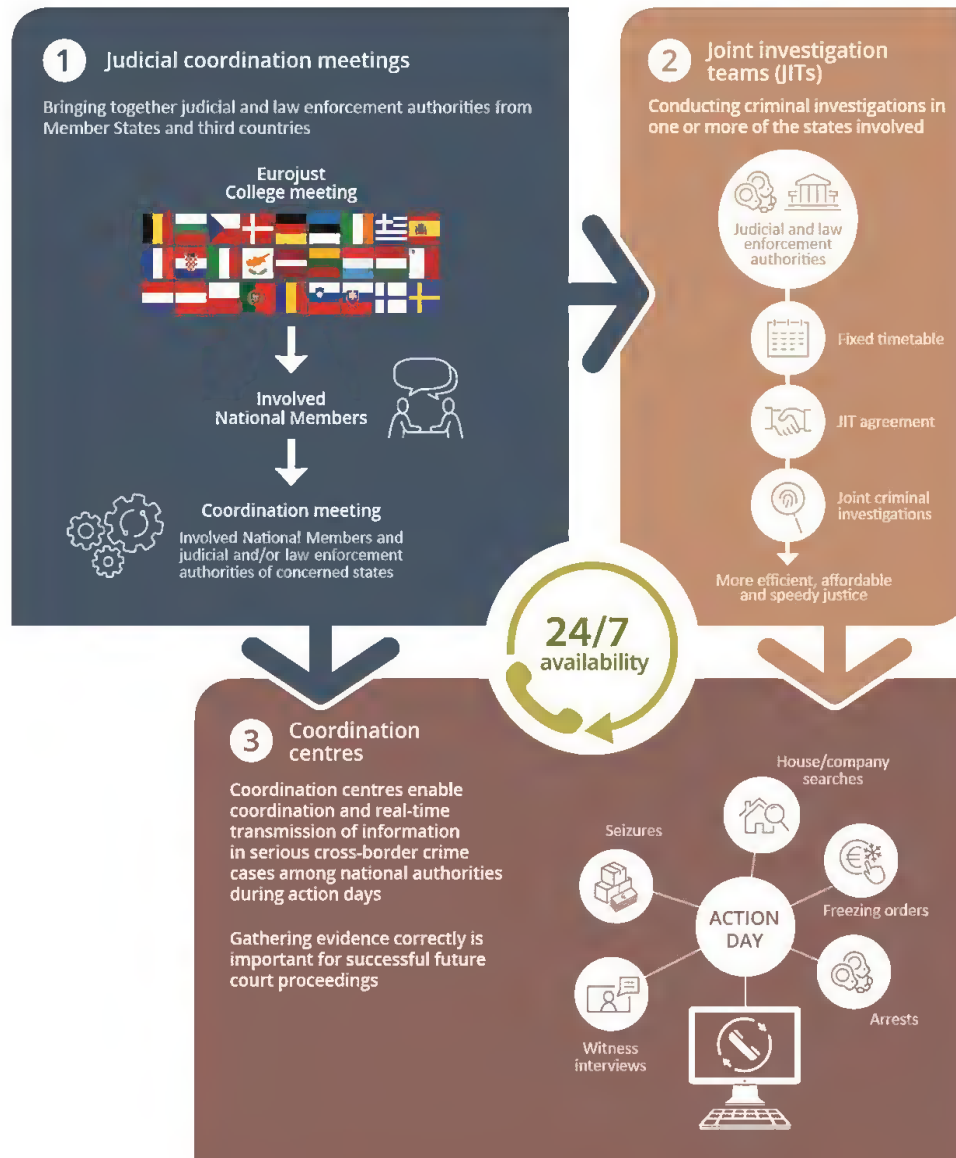 1 Judicial coordination meetings
Bringing together judicial and law enforcement authorities from
Member States and third countries
Eurojust
College meeting
Involved
National Members
Coordination meeting
Involved National Members and
judicial and/or law enforcement
authorities of concerned states
2 Joint investigation
teams (JITs)
Conducting criminal investigations in
one or more of the states involved
Judicial and law
enforcement
authorities
Fixed timetable
JIT agreement
Joint criminal
investigations
More efficient, affordable
and speedy justice
24/7
availability
3 Coordination
centres
Coordination centres enable
coordination and real-time
transmission of information
in serious cross-border crime
cases among national authorities
during action days
Gathering evidence correctly is
important for successful future
court proceedings
House/company
searches
Seizures
Freezing orders
ACTION
DAY
Arrests
Witness
interviews